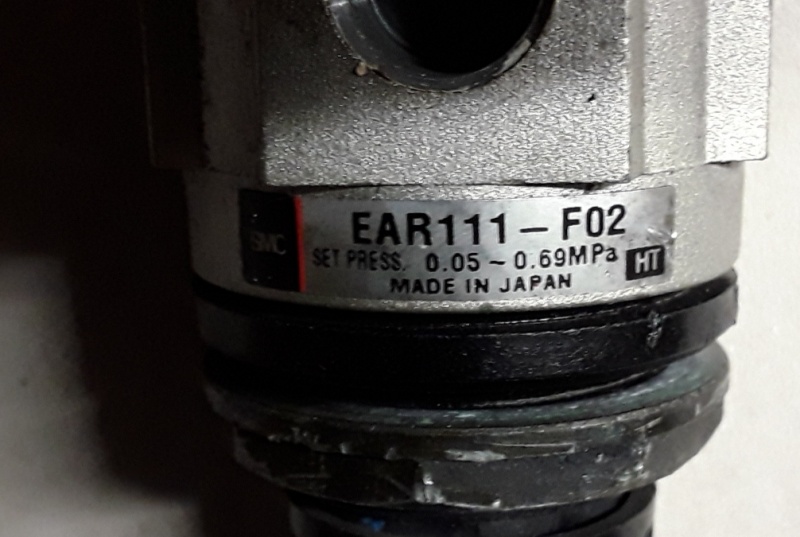 SMC
EAR111-F02
SET PRESS. 0.05~0.69MPa HT
MADE IN JAPAN